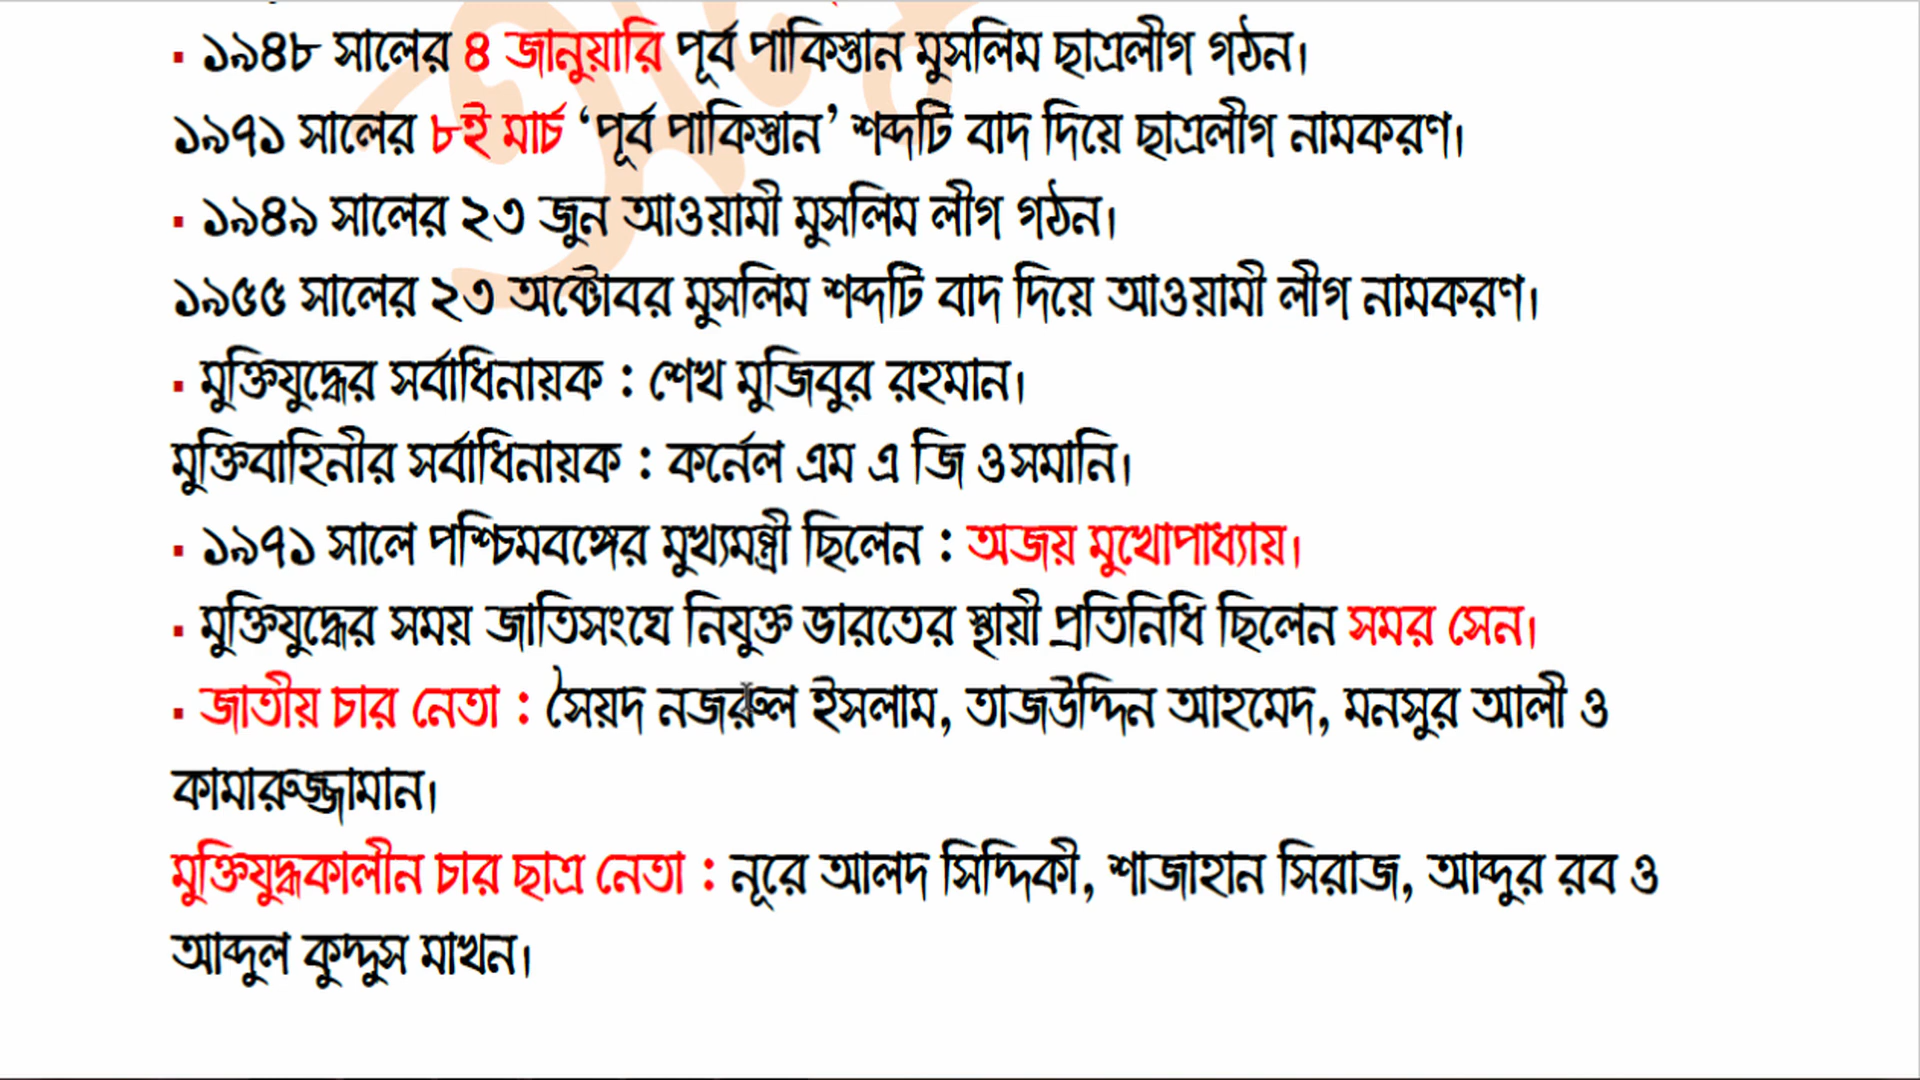 ▪ ১৯৪৮ সালের ৪ জানুয়ারি পূর্ব পাকিস্তান মুসলিম ছাত্রলীগ গঠন।
১৯৭১ সালের ৮ই মার্চ ‘পূর্ব পাকিস্তান’ শব্দটি বাদ দিয়ে ছাত্রলীগ নামকরণ।
▪ ১৯৪৯ সালের ২৩ জুন আওয়ামী মুসলিম লীগ গঠন।
১৯৫৫ সালের ২৩ অক্টোবর মুসলিম শব্দটি বাদ দিয়ে আওয়ামী লীগ নামকরণ।
▪ মুক্তিযুদ্ধের সর্বাধিনায়ক : শেখ মুজিবুর রহমান।
মুক্তিবাহিনীর সর্বাধিনায়ক : কর্নেল এম এ জি ওসমানি।
▪ ১৯৭১ সালে পশ্চিমবঙ্গের মুখ্যমন্ত্রী ছিলেন : অজয় মুখোপাধ্যায়।
▪ মুক্তিযুদ্ধের সময় জাতিসংঘে নিযুক্ত ভারতের স্থায়ী প্রতিনিধি ছিলেন সমর সেন।
▪ জাতীয় চার নেতা : সৈয়দ নজরুল ইসলাম, তাজউদ্দিন আহমেদ, মনসুর আলী ও
কামারুজ্জামান।
মুক্তিযুদ্ধকালীন চার ছাত্র নেতা : নূরে আলদ সিদ্দিকী, শাজাহান সিরাজ, আব্দুর রব ও
আব্দুল কুদ্দুস মাখন।